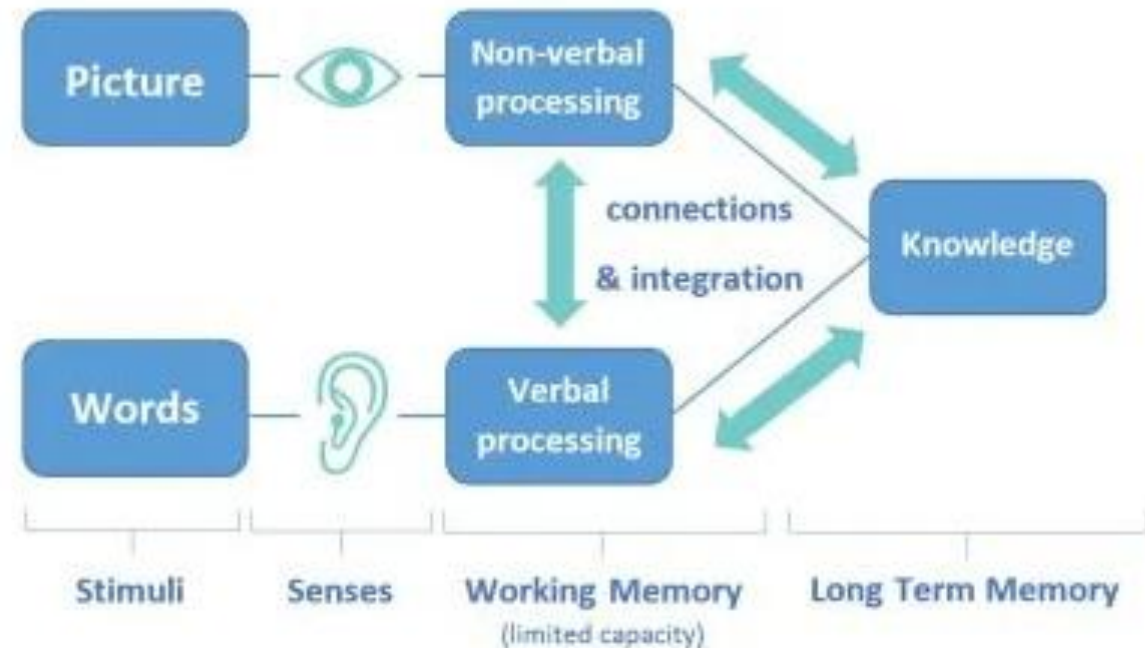 Picture
Non-verbal
processing
connections
& integration
Knowledge
Words
Verbal
processing
Stimuli
Senses
Working Memory
(limited capacity)
Long Term Memory